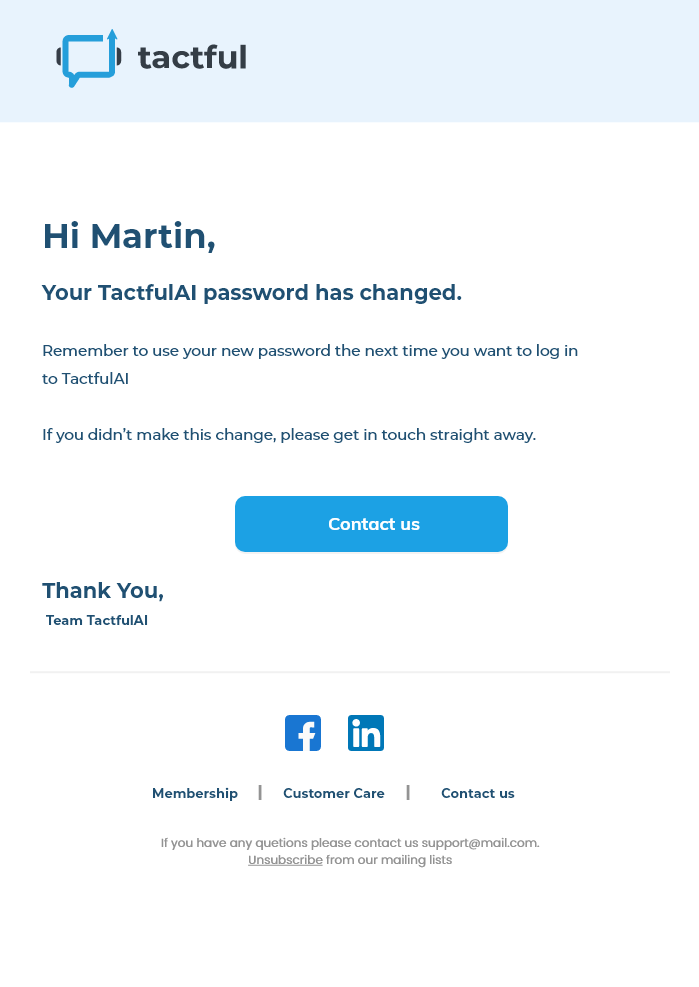 tactful
Hi Martin,
Your TactfulAI password has changed.
Remember to use your new password the next time you want to log in
to TactfulAI
If you didn’t make this change, please get in touch straight away.
Contact us
Thank You,
Team TactfulAI
f in
Membership | Customer Care | Contact us
If you have any quetions please contact us support@mail.com.
Unsubscribe from our mailing lists